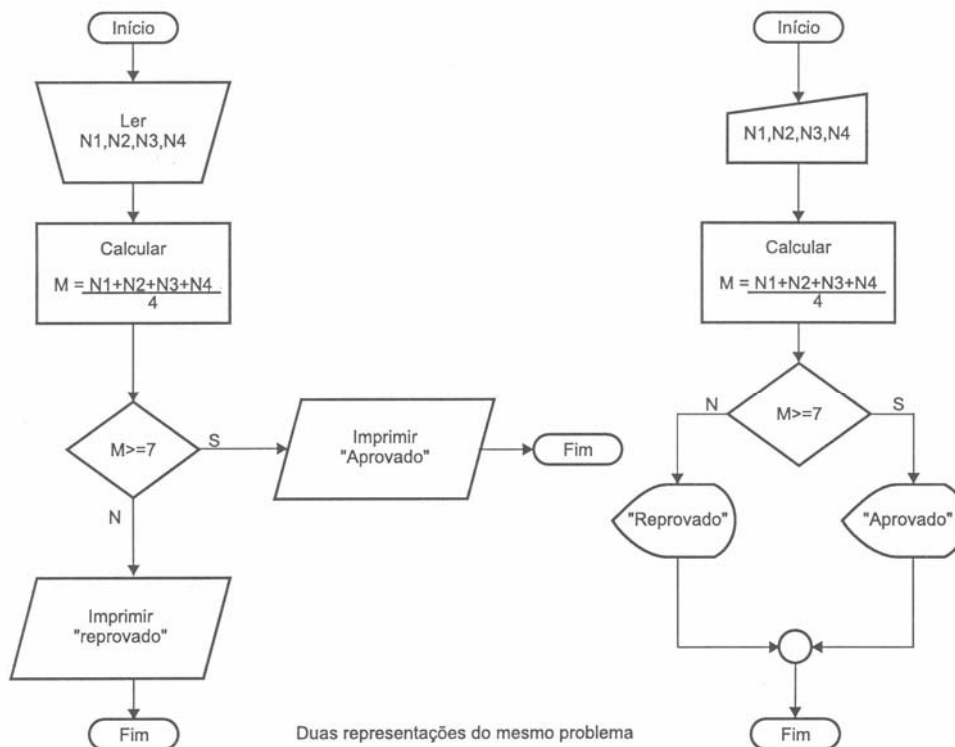 Início
Ler
N1,N2,N3,N4
Calcular
M = N1+N2+N3+N4
4
M>=7
S
N
Imprimir
"Aprovado"
Fim
Imprimir
"reprovado"
Fim
Início
N1,N2,N3,N4
Calcular
M = N1+N2+N3+N4
4
M>=7
N
S
"Reprovado"
"Aprovado"
Fim
Duas representações do mesmo problema